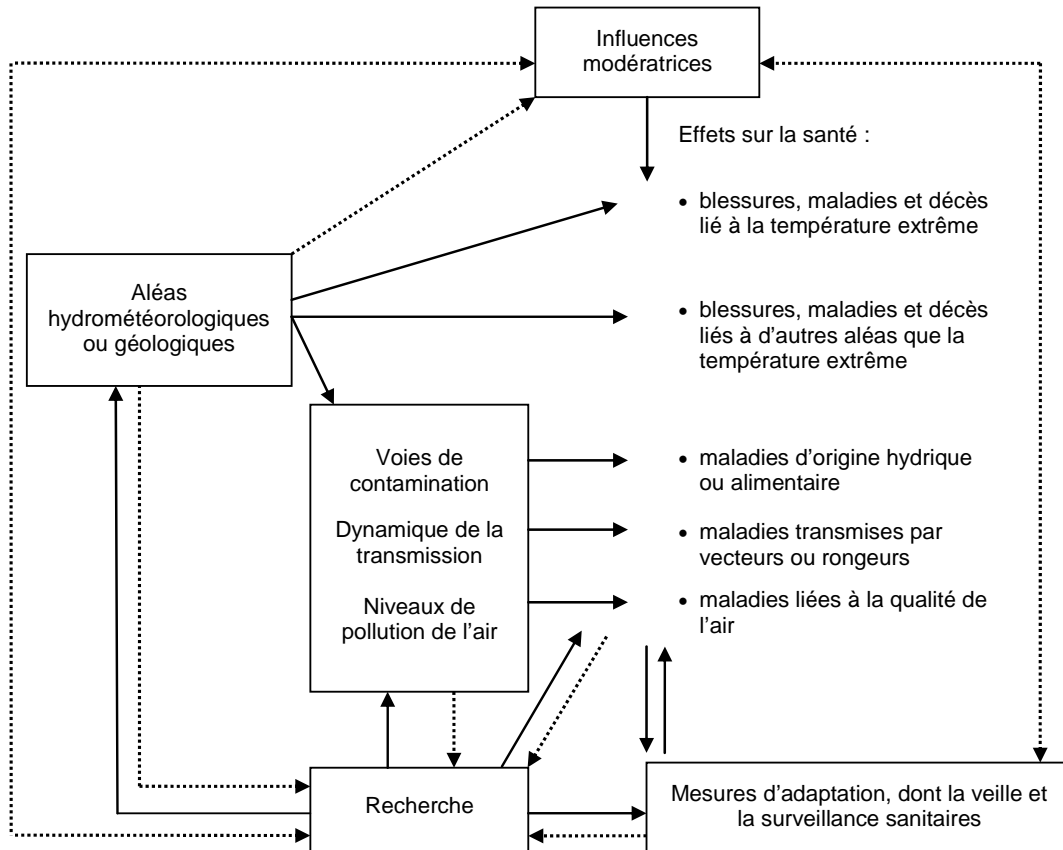 Influences
modératrices
Effets sur la santé :
• blessures, maladies et décès
lié à la température extrême
Aléas
hydrométéorologiques
ou géologiques
• blessures, maladies et décès
liés à d'autres aléas que la
température extrême
Voies de
contamination
• maladies d'origine hydrique
ou alimentaire
Dynamique de la
transmission
• maladies transmises par
vecteurs ou rongeurs
Niveaux de
pollution de l'air
• maladies liées à la qualité de
l'air
Recherche
Mesures d'adaptation, dont la veille et
la surveillance sanitaires